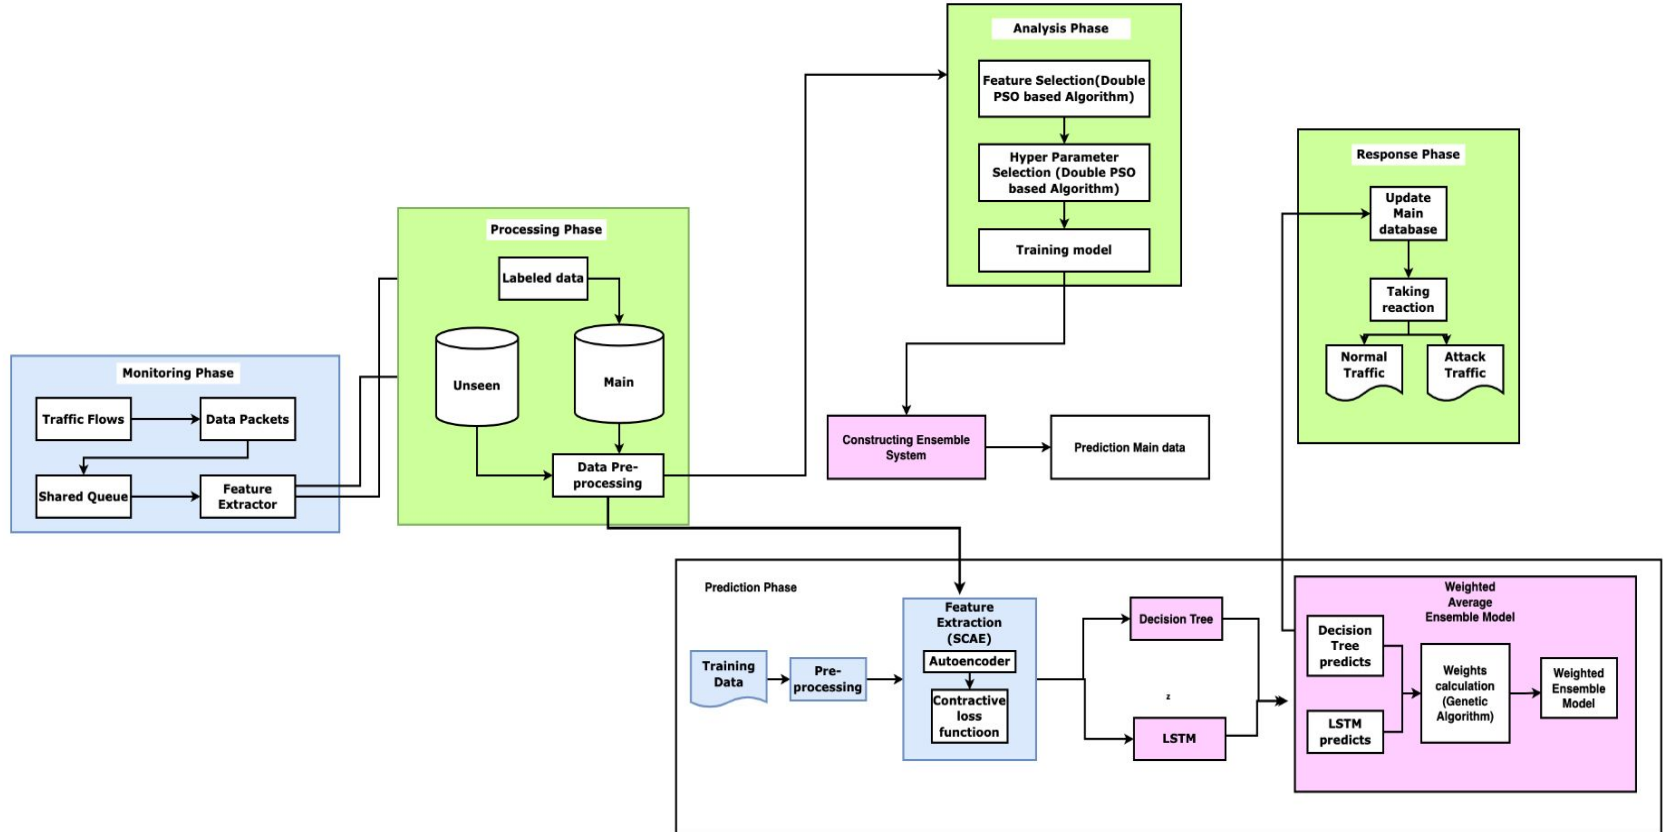 Analysis Phase
Feature Selection(Double
PSO based Algorithm)
Hyper Parameter
Selection (Double PSO
based Algorithm)
Training model
Response Phase
Update
Main
database
Taking
reaction
Normal
Traffic
Attack
Traffic
Processing Phase
Labeled data
Unseen
Main
Data Pre-
processing
Monitoring Phase
Traffic Flows
Data Packets
Shared Queue
Feature
Extractor
Constructing Ensemble
System
Prediction Main data
Prediction Phase
Training
Data
Pre-
processing
Feature
Extraction
(SCAE)
Autoencoder
Contractive
loss
functioon
Decision Tree
z
LSTM
Weighted
Average
Ensemble Model
Decision
Tree
predicts
LSTM
predicts
Weights
calculation
(Genetic
Algorithm)
Weighted
Ensemble
Model